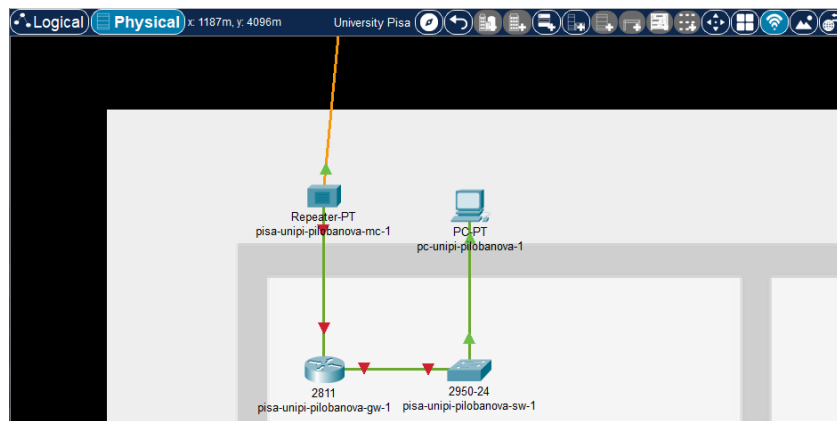 Logical Physical x: 1187m, y: 4096m University Pisa
Repeater-PT
pisa-unipi-pilobanova-mc-1
PC-PT
pc-unipi-pilobanova-1
2811
pisa-unipi-pilobanova-gw-1
2950-24
pisa-unipi-pilobanova-sw-1